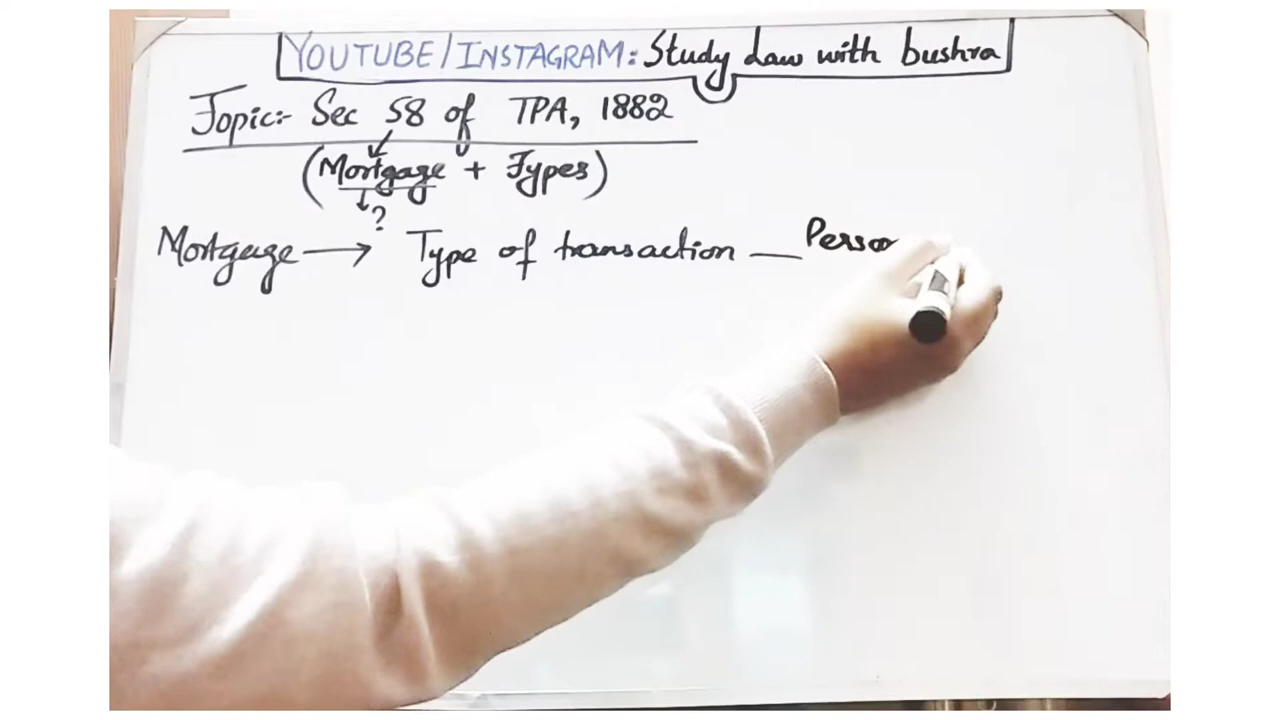 YOUTUBE/INSTAGRAM: Study Law with bushra
Topic:- Sec 58 of TPA, 1882
(Mortgage + Types)
?
Mortgage → Type of transaction — Perso